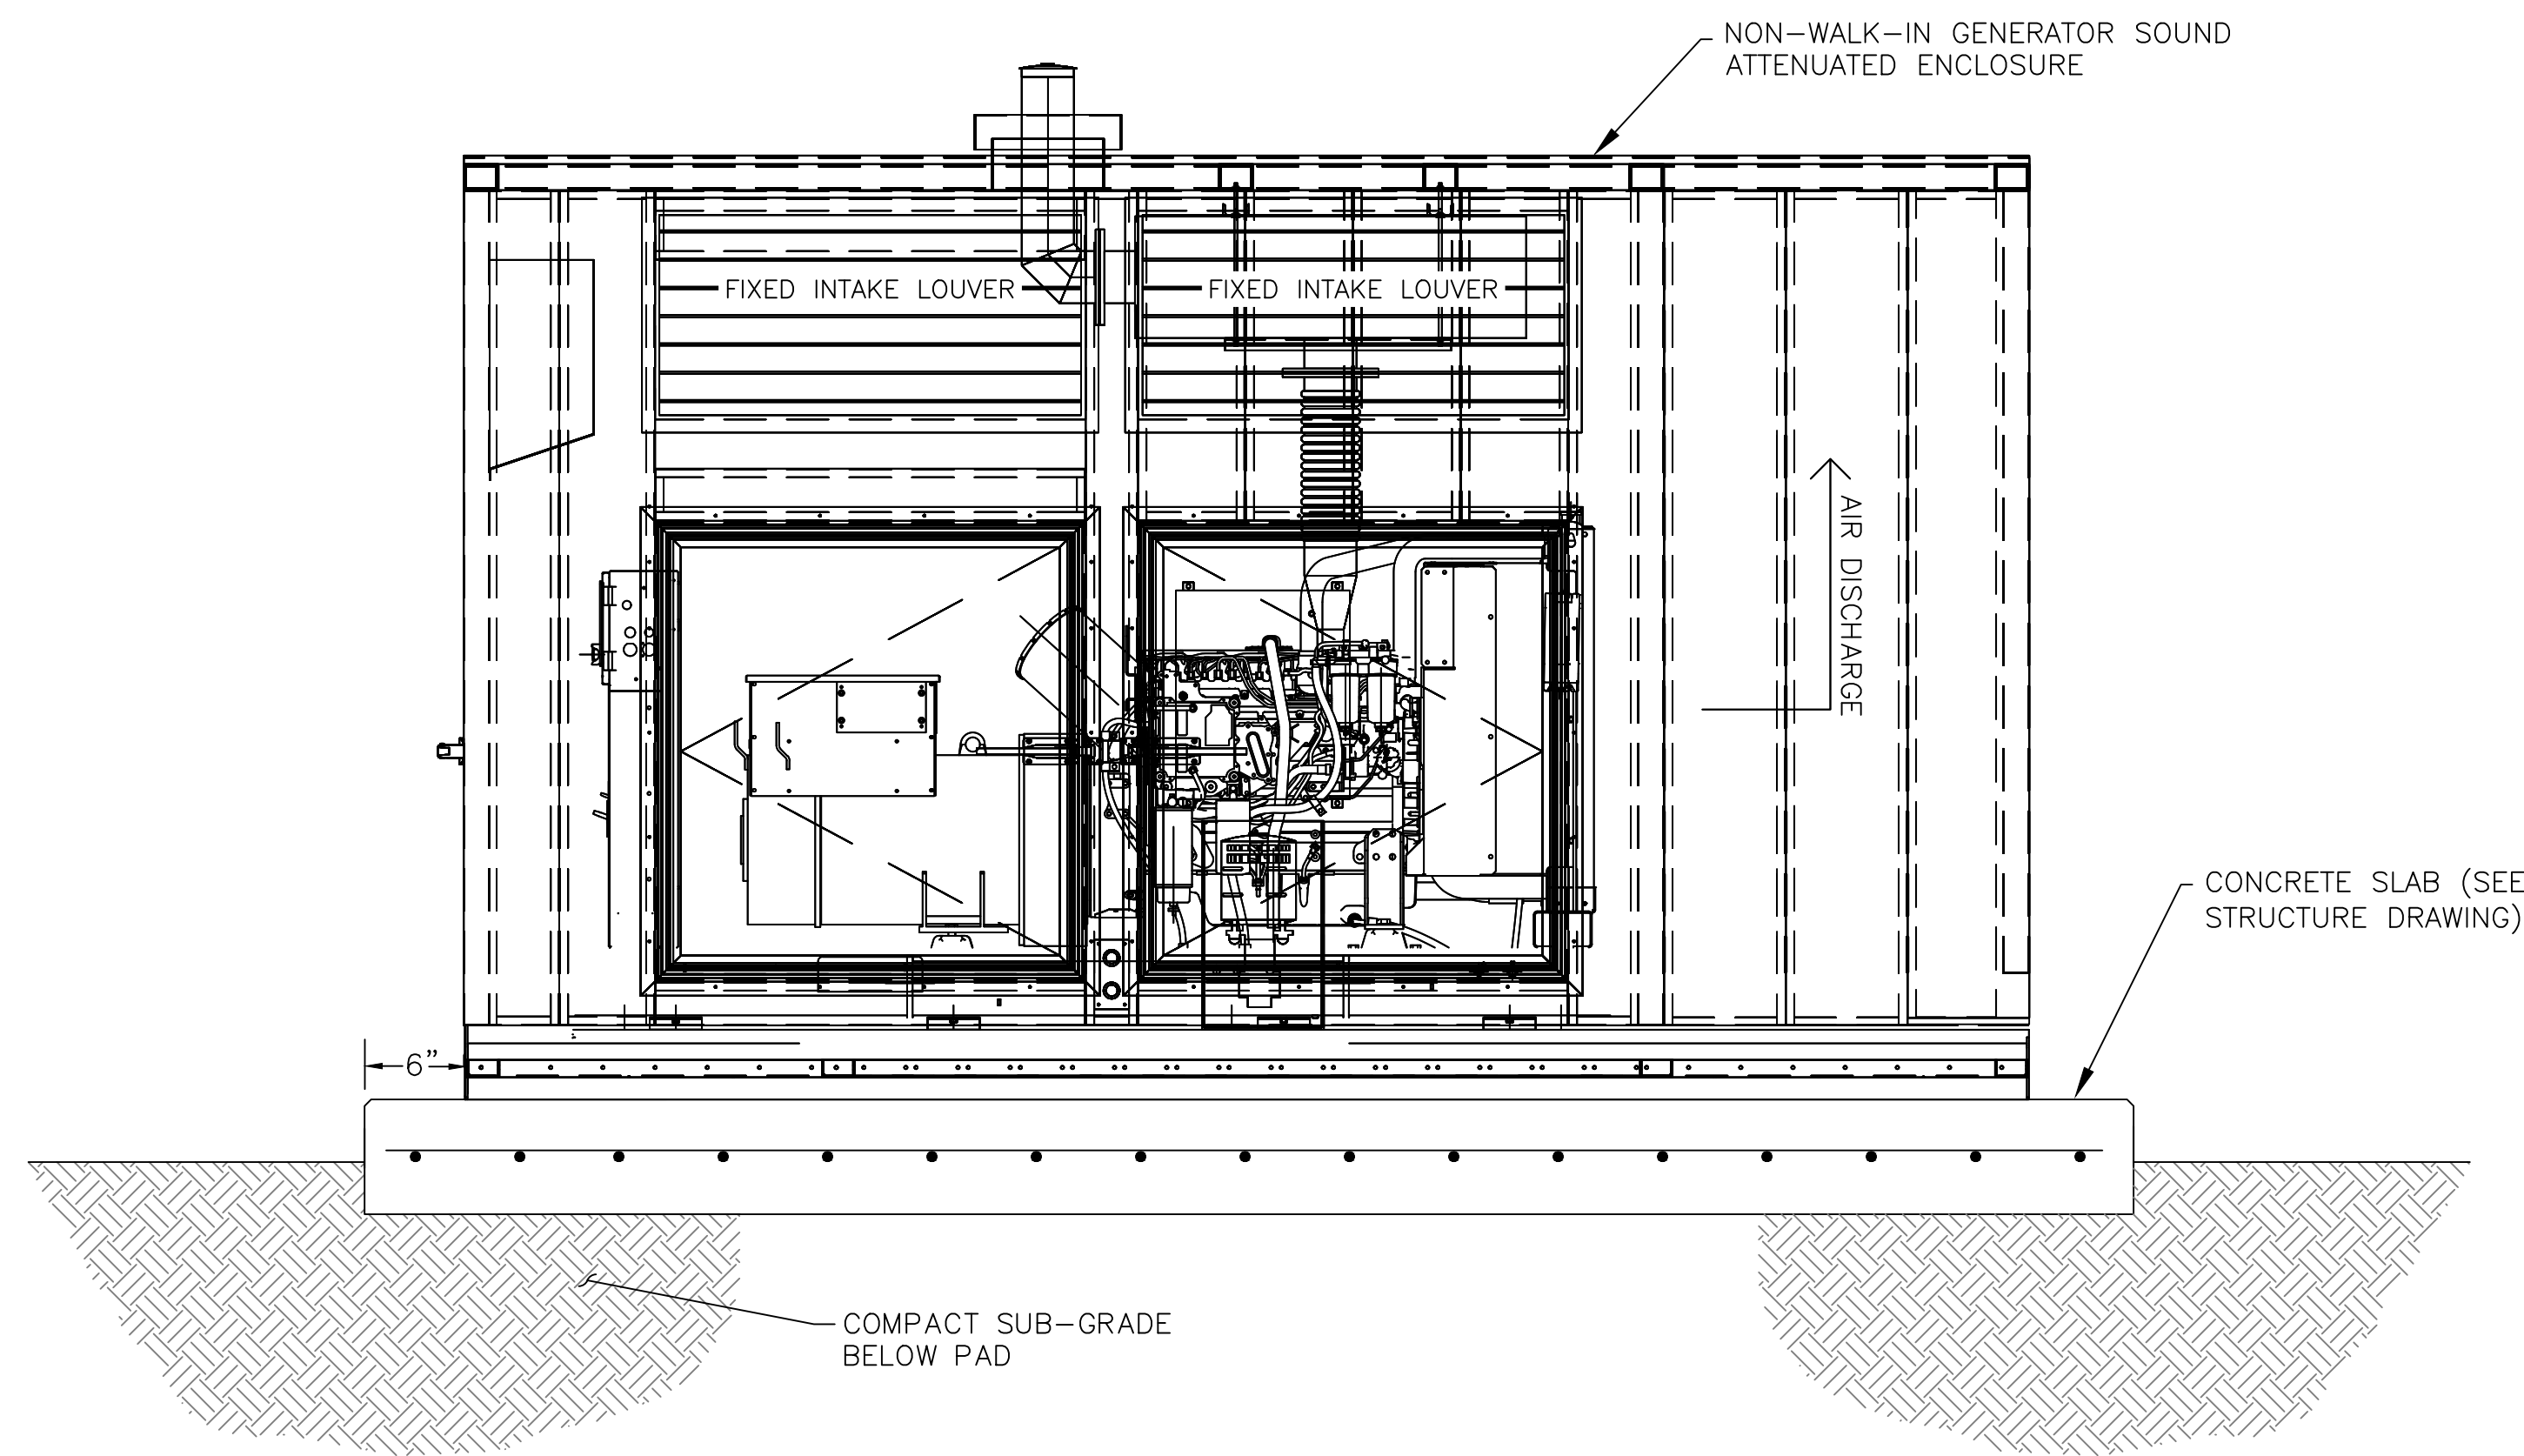 NON-WALK-IN GENERATOR SOUND
ATTENUATED ENCLOSURE
FIXED INTAKE LOUVER
FIXED INTAKE LOUVER
AIR DISCHARGE
CONCRETE SLAB (SEE
STRUCTURE DRAWING)
6"
COMPACT SUB-GRADE
BELOW PAD